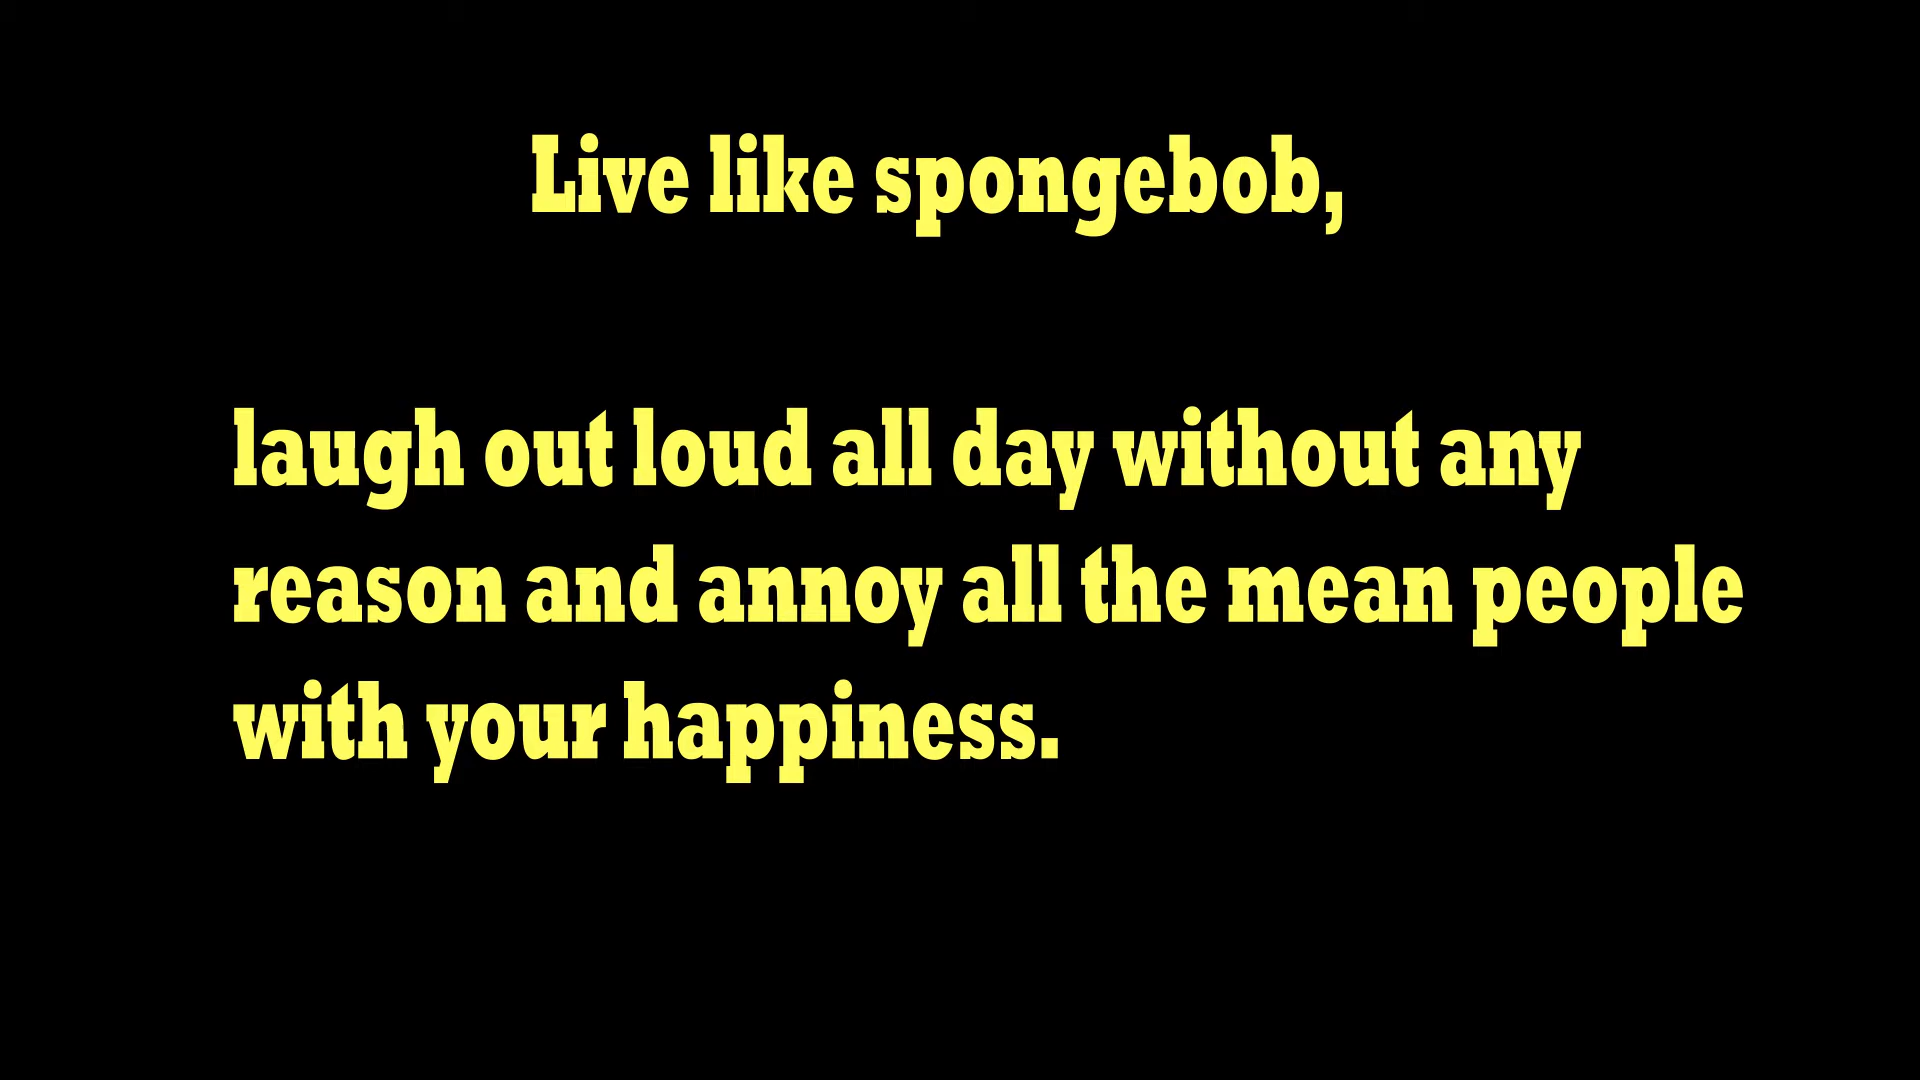 Live like spongebob,
laugh out loud all day without any
reason and annoy all the mean people
with your happiness.